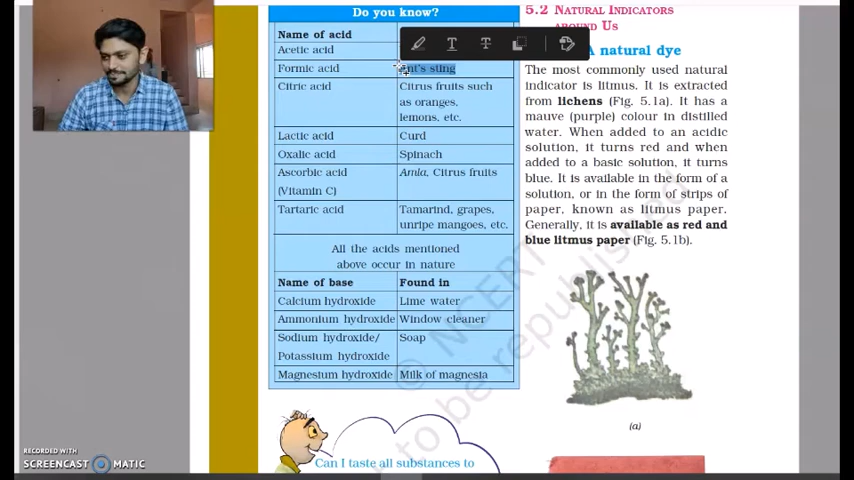 Do you know?
Name of acid
Acetic acid
Formic acid
Ant's sting
Citric acid
Citrus fruits such
as oranges,
lemons, etc.
Lactic acid
Curd
Oxalic acid
Spinach
Ascorbic acid
(Vitamin C)
Amla, Citrus fruits
Tartaric acid
Tamarind, grapes,
unripe mangoes, etc.
All the acids mentioned
above occur in nature
Name of base
Found in
Calcium hydroxide
Lime water
Ammonium hydroxide
Window cleaner
Sodium hydroxide/
Potassium hydroxide
Soap
Magnesium hydroxide
Milk of magnesia
Can I taste all substances to
5.2 NATURAL INDICATORS
AROUND US
A natural dye
The most commonly used natural
indicator is litmus. It is extracted
from lichens (Fig. 5.1a). It has a
mauve (purple) colour in distilled
water. When added to an acidic
solution, it turns red and when
added to a basic solution, it turns
blue. It is available in the form of a
solution, or in the form of strips of
paper, known as litmus paper.
Generally, it is available as red and
blue litmus paper (Fig. 5.1b).
(a)
© NCERT
to be republished
RECORDED WITH
SCREENCAST MATIC